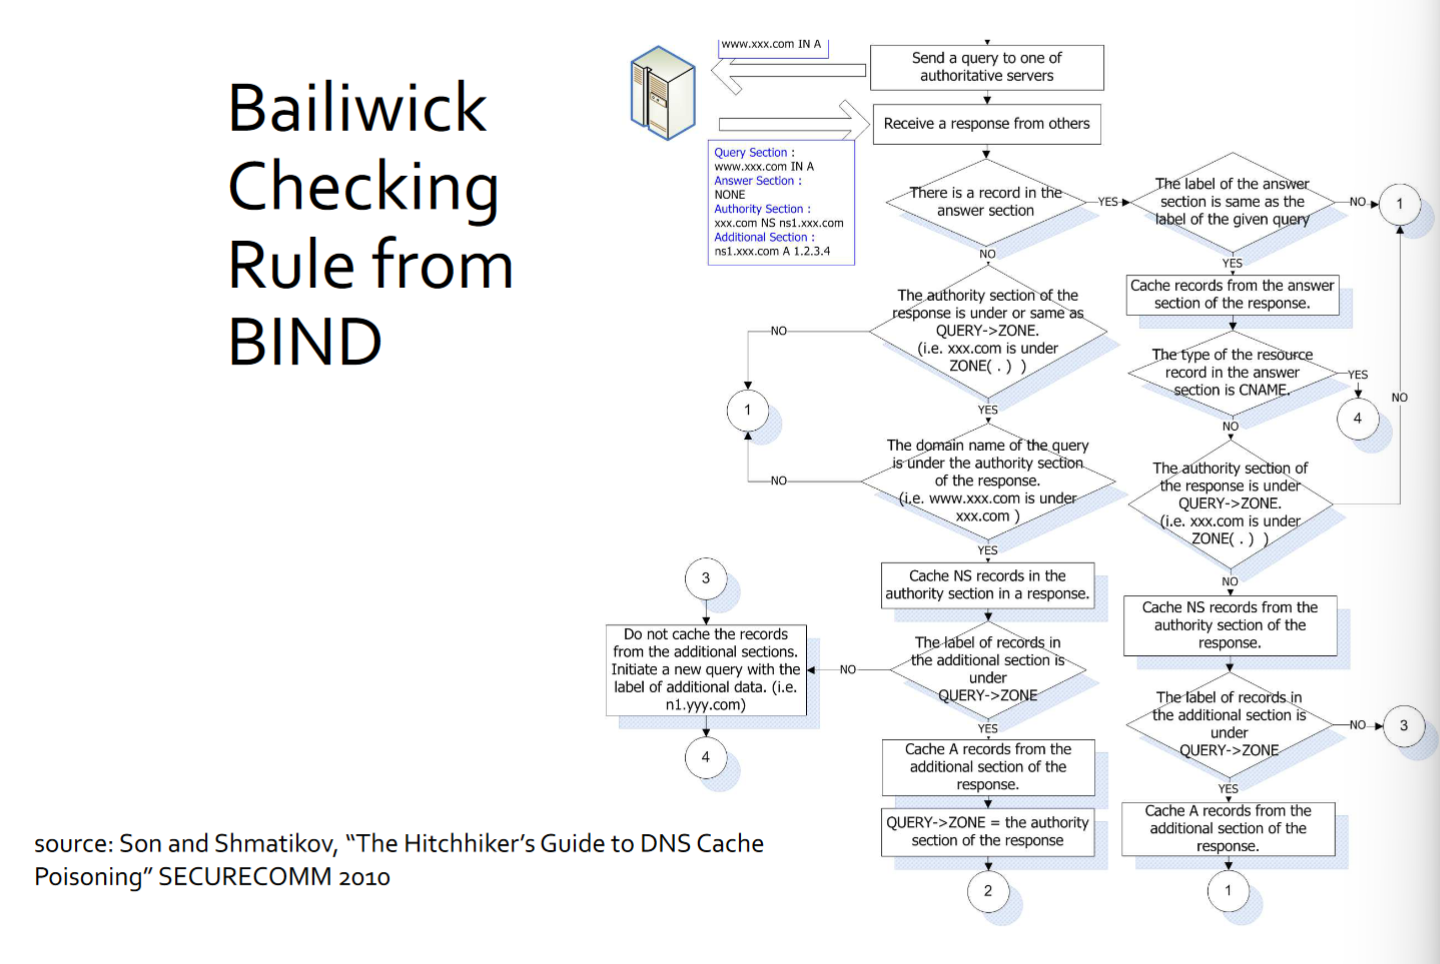 Bailiwick
Checking
Rule from
BIND
source: Son and Shmatikov, “The Hitchhiker’s Guide to DNS Cache
Poisoning” SECURECOMM 2010
www.xxx.com IN A
Send a query to one of
authoritative servers
Receive a response from others
Query Section :
www.xxx.com IN A
Answer Section :
NONE
Authority Section :
xxx.com NS ns1.xxx.com
Additional Section :
ns1.xxx.com A 1.2.3.4
There is a record in the
answer section
YES
The label of the answer
section is same as the
label of the given query
NO
1
NO
YES
The authority section of the
response is under or same as
QUERY->ZONE.
(i.e. xxx.com is under
ZONE( . ) )
NO
1
YES
The domain name of the query
is under the authority section
of the response.
(i.e. www.xxx.com is under
xxx.com )
NO
YES
Cache NS records in the
authority section in a response.
The label of records in
the additional section is
under
QUERY->ZONE
NO
3
Do not cache the records
from the additional sections.
Initiate a new query with the
label of additional data. (i.e.
n1.yyy.com)
4
YES
Cache A records from the
additional section of the
response.
QUERY->ZONE = the authority
section of the response
2
Cache records from the answer
section of the response.
The type of the resource
record in the answer
section is CNAME.
YES
4
NO
NO
The authority section of
the response is under
QUERY->ZONE.
(i.e. xxx.com is under
ZONE( . ) )
NO
Cache NS records from the
authority section of the
response.
The label of records in
the additional section is
under
QUERY->ZONE
NO
3
YES
Cache A records from the
additional section of the
response.
1